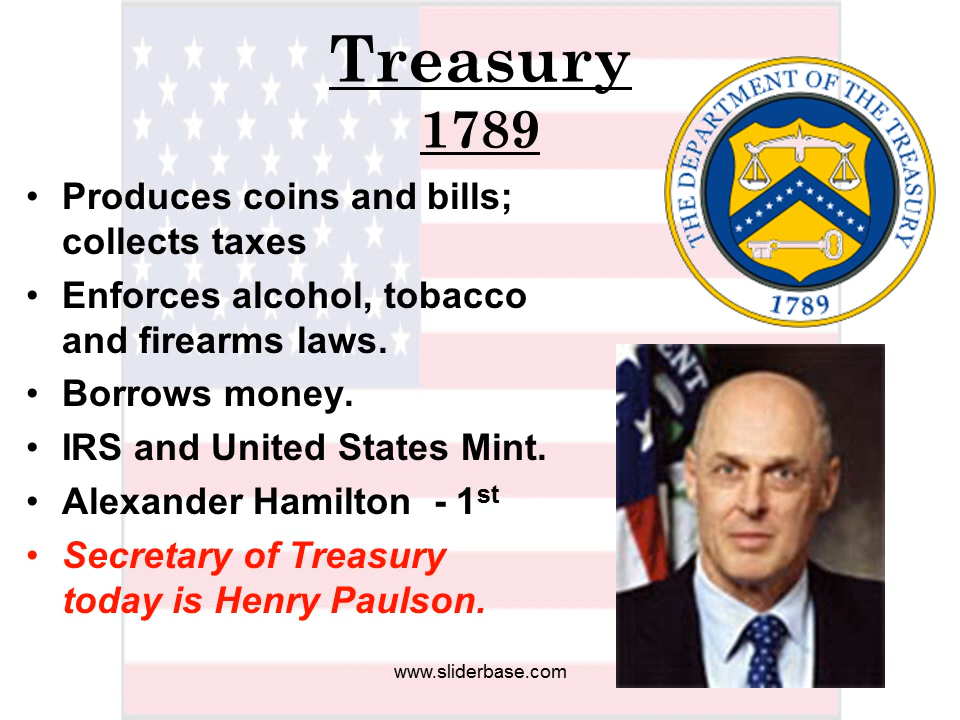 Treasury
1789
THE DEPARTMENT OF THE TREASURY
1789
• Produces coins and bills;
collects taxes
• Enforces alcohol, tobacco
and firearms laws.
• Borrows money.
• IRS and United States Mint.
• Alexander Hamilton - 1st
• Secretary of Treasury
today is Henry Paulson.
www.sliderbase.com